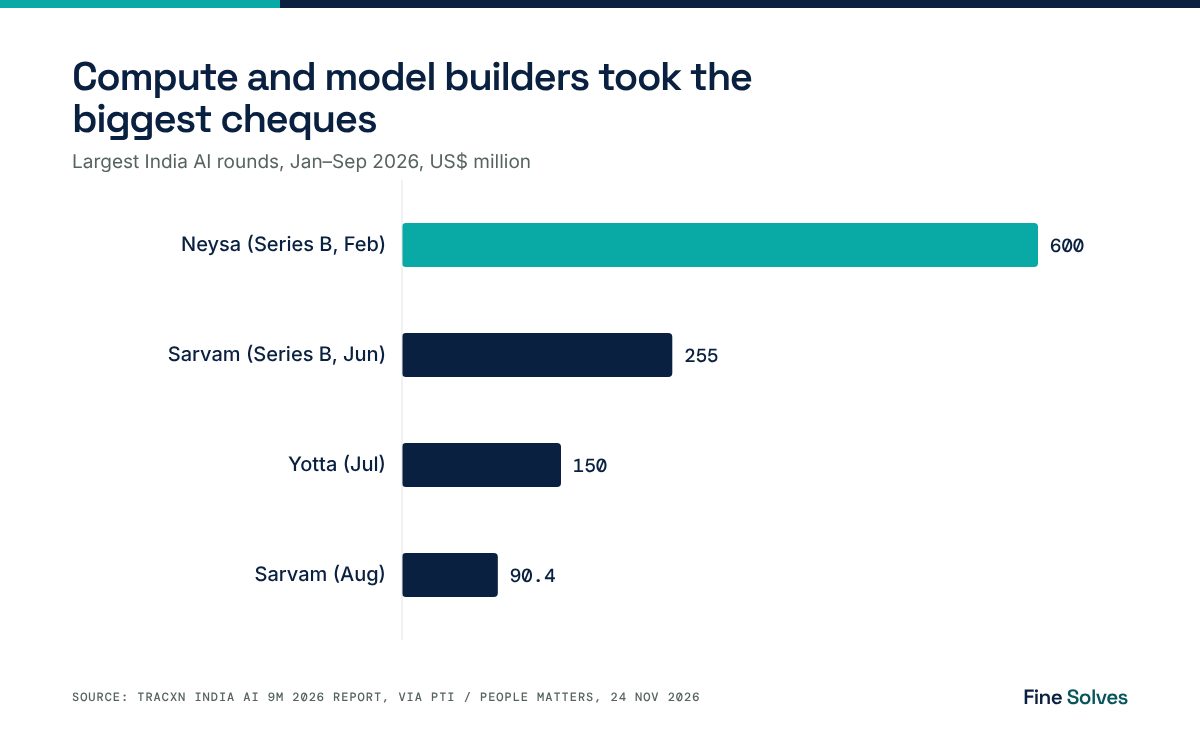 Compute and model builders took the
biggest cheques
Largest India AI rounds, Jan–Sep 2026, US$ million
Neysa (Series B, Feb) 600
Sarvam (Series B, Jun) 255
Yotta (Jul) 150
Sarvam (Aug) 90.4
SOURCE: TRACXN INDIA AI 9M 2026 REPORT, VIA PTI / PEOPLE MATTERS, 24 NOV 2026
Fine Solves